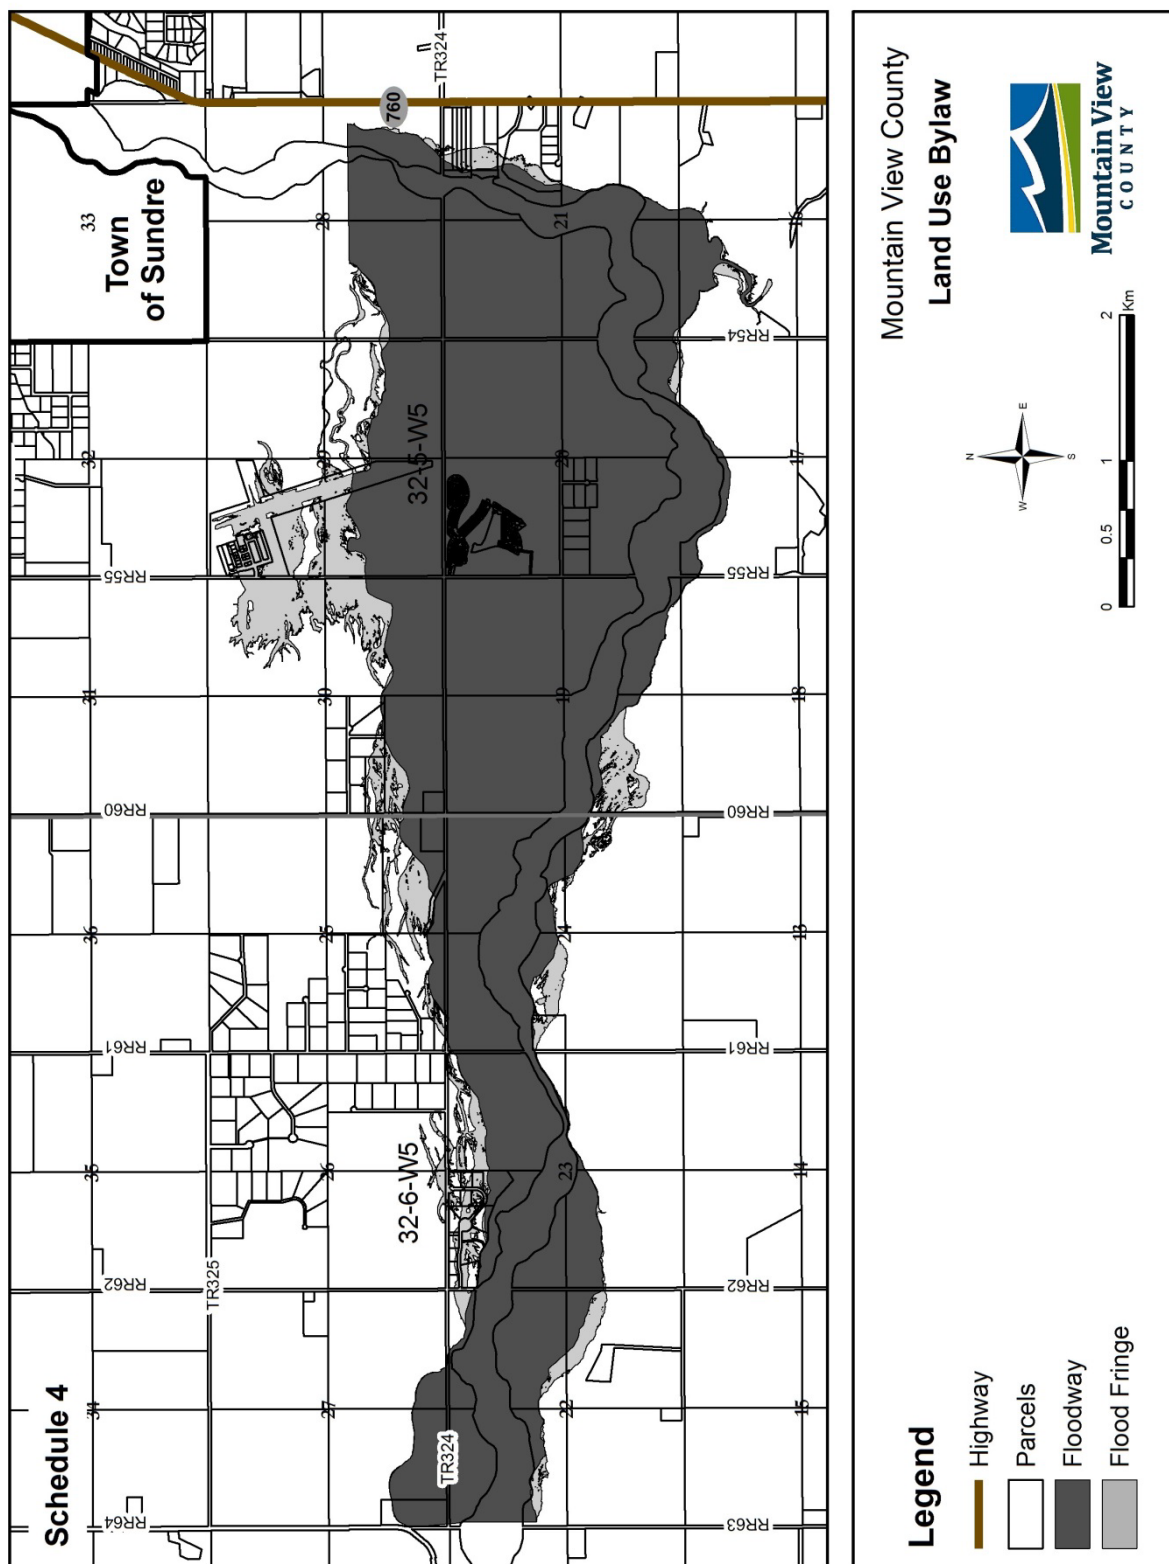 Schedule 4
34
35
36
31
32
33
Town
of Sundre
RR64
RR62
RR61
RR60
RR55
TR325
27
26
25
30
29
28
760
32-6-W5
32-5-W5
TR324
TR324
22
23
24
19
20
21
15
14
13
18
17
16
RR63
RR62
RR61
RR60
RR55
RR54
Legend
Highway
Parcels
Floodway
Flood Fringe
N
W
E
S
0
0.5
1
2
Km
Mountain View County
Land Use Bylaw
Mountain View
COUNTY